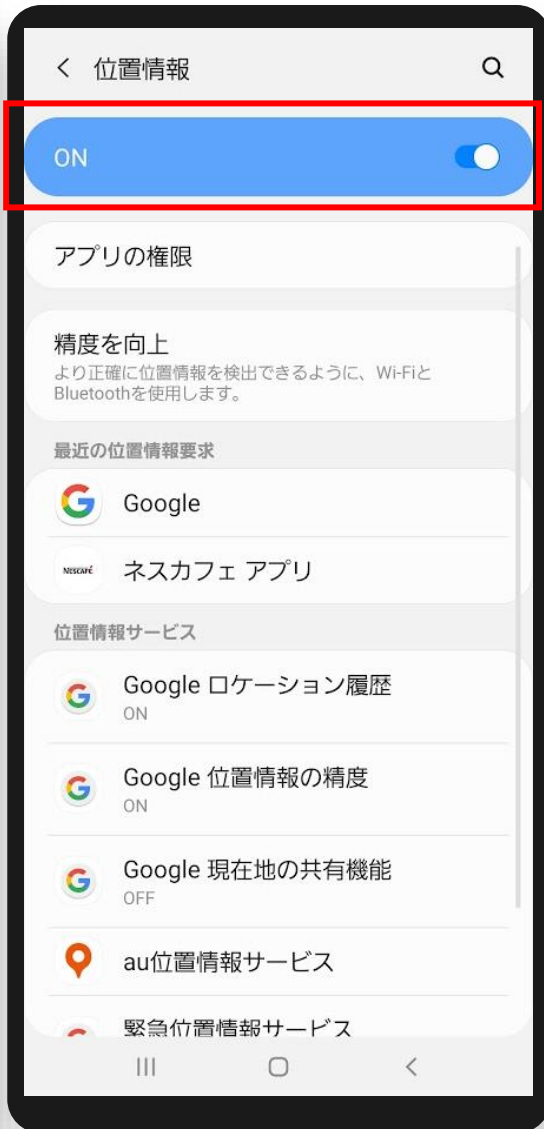 位置情報
ON
アプリの権限
精度を向上
より正確に位置情報を検出できるように、Wi-Fiと
Bluetoothを使用します。
最近の位置情報要求
Google
NESCAFÉ
ネスカフェ アプリ
位置情報サービス
Google ロケーション履歴
ON
Google 位置情報の精度
ON
Google 現在地の共有機能
OFF
au位置情報サービス
緊急位置情報サービス